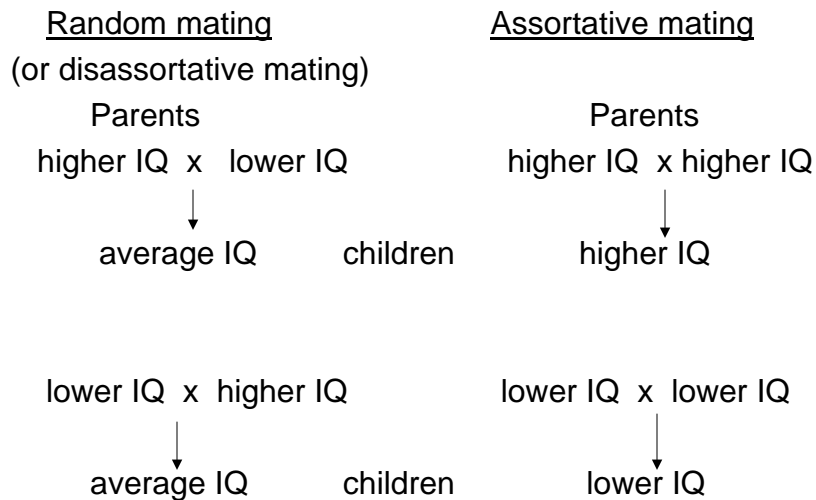 Random mating Assortative mating
(or disassortative mating)
Parents Parents
higher IQ x lower IQ higher IQ x higher IQ
average IQ children higher IQ
lower IQ x higher IQ lower IQ x lower IQ
average IQ children lower IQ